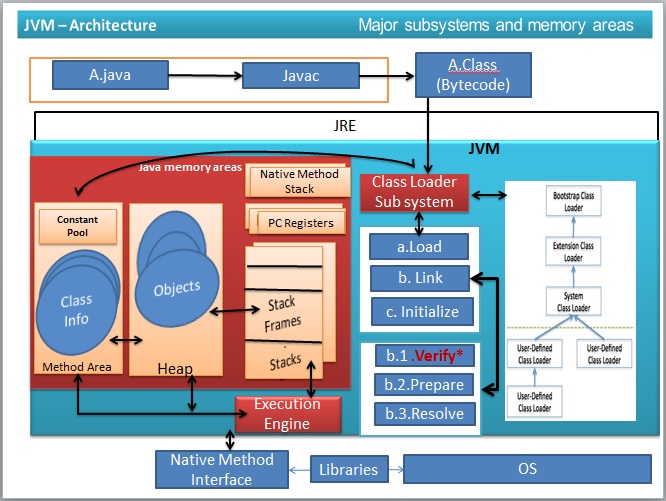 JVM – Architecture
Major subsystems and memory areas
A.java
Javac
A.Class
(Bytecode)
JRE
JVM
Java memory areas
Native Method
Stack
Class Loader
Sub system
Constant
Pool
PC Registers
Class
Info
Objects
Stack
Frames
Stacks
Method Area
Heap
a.Load
b. Link
c. Initialize
b.1 .Verify*
b.2.Prepare
b.3.Resolve
Bootstrap Class
Loader
Extension Class
Loader
System
Class Loader
User-Defined
Class Loader
User-Defined
Class Loader
User-Defined
Class Loader
Execution
Engine
Native Method
Interface
Libraries
OS